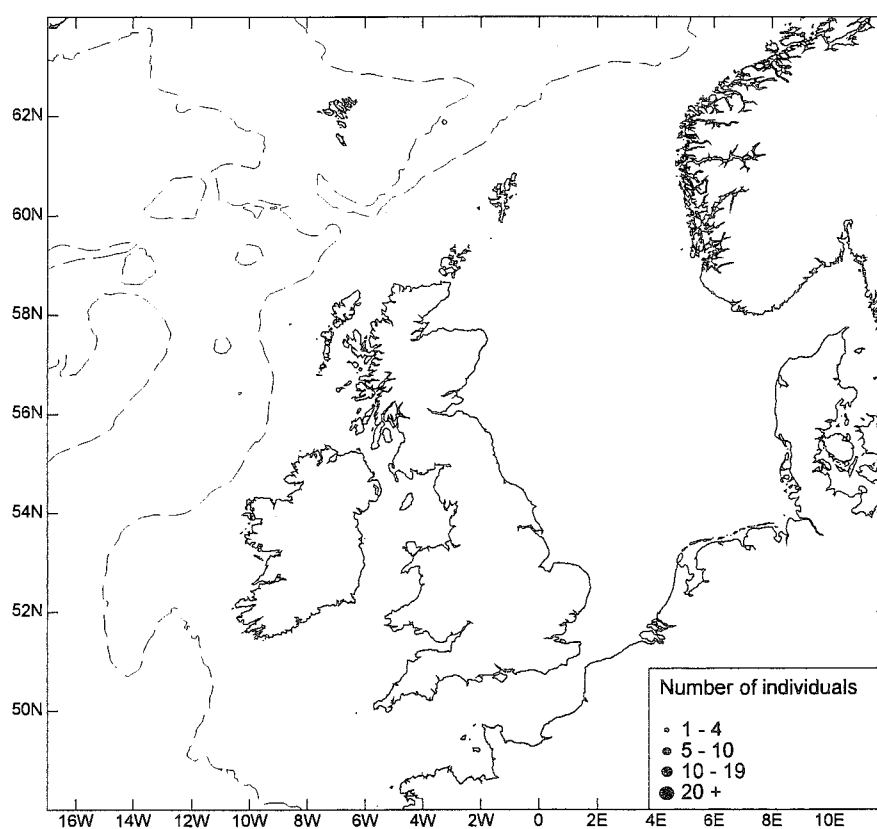 62N
60N
58N
56N
54N
52N
50N
Number of individuals
1 - 4
5 - 10
10 - 19
20 +
16W 14W 12W 10W 8W 6W 4W 2W 0 2E 4E 6E 8E 10E